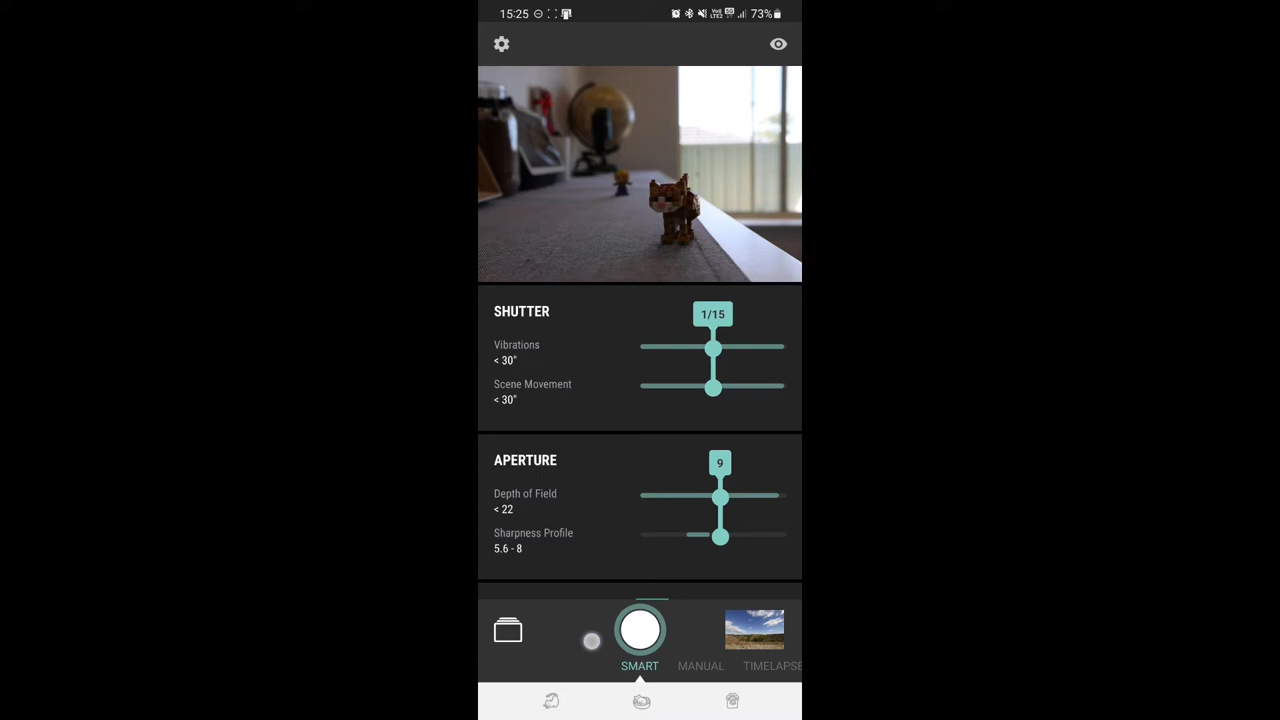 15:25 73%
SHUTTER
1/15
Vibrations
< 30"
Scene Movement
< 30"
APERTURE
9
Depth of Field
< 22
Sharpness Profile
5.6 - 8
SMART MANUAL TIMELAPSE